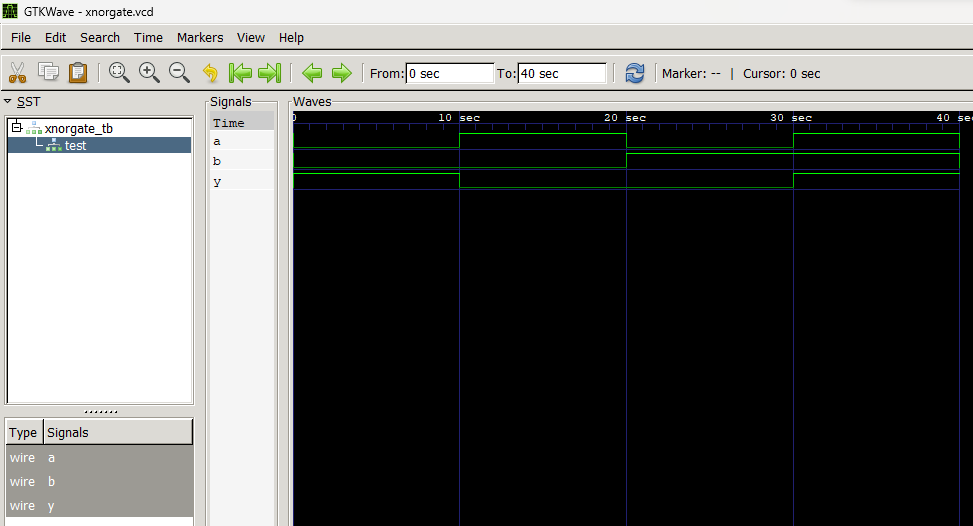 GTKWave - xnorgate.vcd
File Edit Search Time Markers View Help
From: 0 sec To: 40 sec Marker: -- | Cursor: 0 sec
SST
xnorgate_tb
test
Type Signals
wire a
wire b
wire y
Signals
Time
a
b
y
Waves
0 10 sec 20 sec 30 sec 40 sec